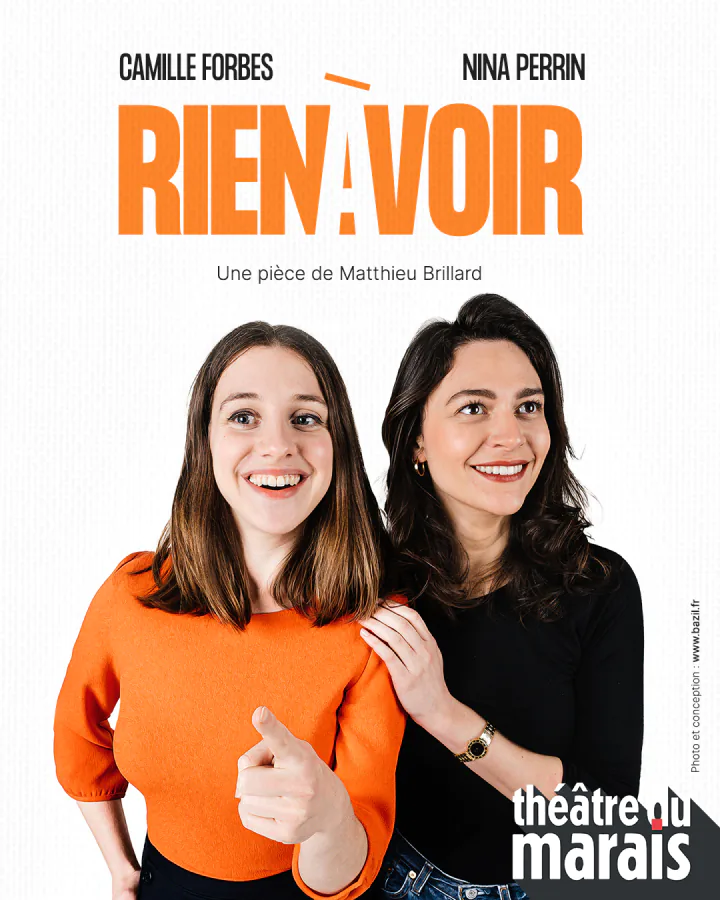 CAMILLE FORBES
NINA PERRIN
RIEN À VOIR
Une pièce de Matthieu Brillard
Photo et conception : www.bazil.fr
théâtre du
marais